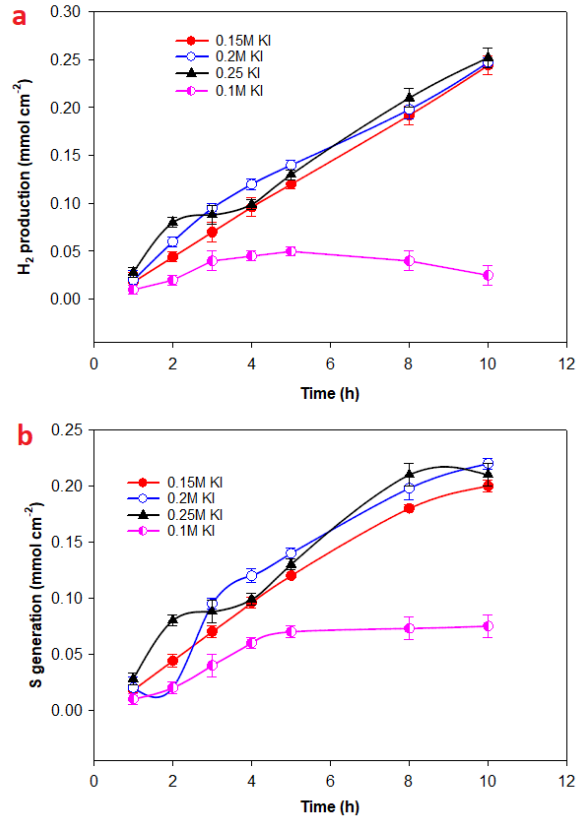 a
0.30
0.25
0.20
0.15
0.10
0.05
0.00
H₂ production (mmol cm⁻²)
0.15M KI
0.2M KI
0.25 KI
0.1M KI
0 2 4 6 8 10 12
Time (h)
b
0.25
0.20
0.15
0.10
0.05
0.00
S generation (mmol cm⁻²)
0.15M KI
0.2M KI
0.25M KI
0.1M KI
0 2 4 6 8 10 12
Time (h)